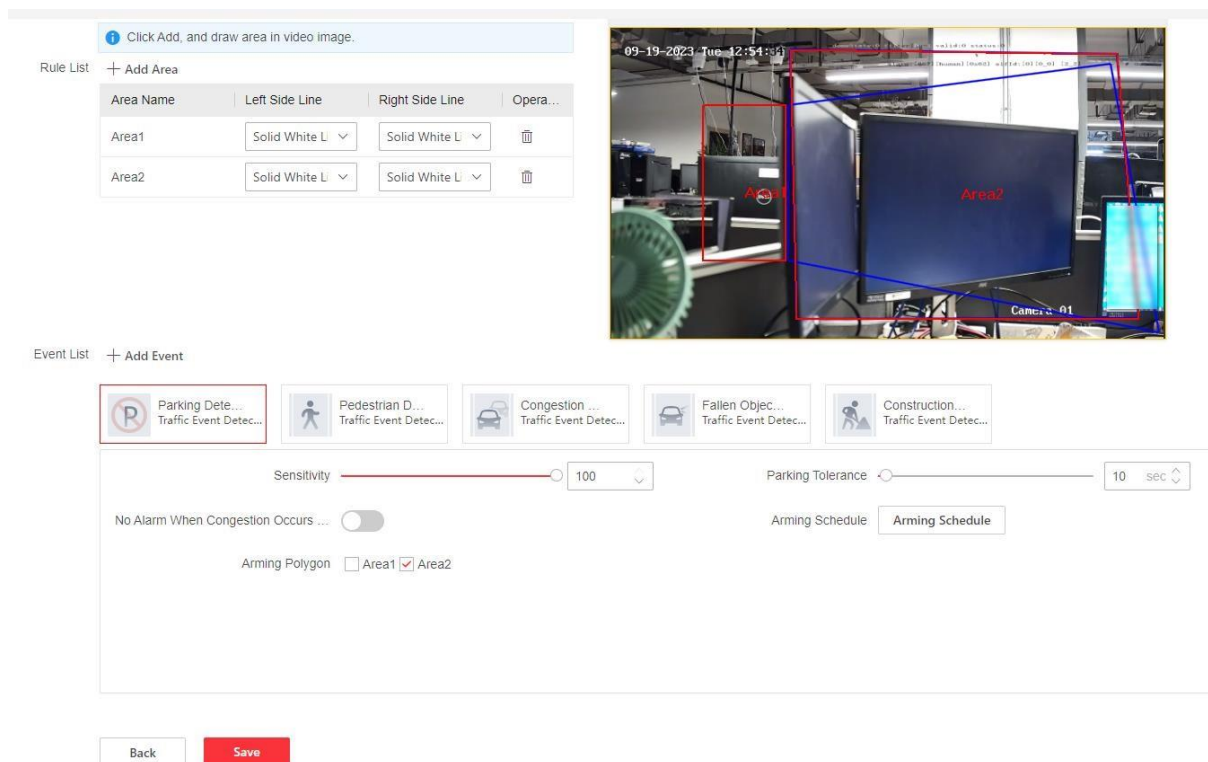 Click Add, and draw area in video image.
Rule List + Add Area
Area Name Left Side Line Right Side Line Opera...
Area1 Solid White L Solid White L
Area2 Solid White L Solid White L
09-19-2023 Tue 12:54:
Area1
Area2
Camera 01
Event List + Add Event
Parking Dete... Pedestrian D... Congestion ... Fallen Objec... Construction...
Traffic Event Detec... Traffic Event Detec... Traffic Event Detec... Traffic Event Detec... Traffic Event Detec...
Sensitivity 100 Parking Tolerance 10 sec
No Alarm When Congestion Occurs ... Arming Schedule Arming Schedule
Arming Polygon Area1 Area2
Back Save